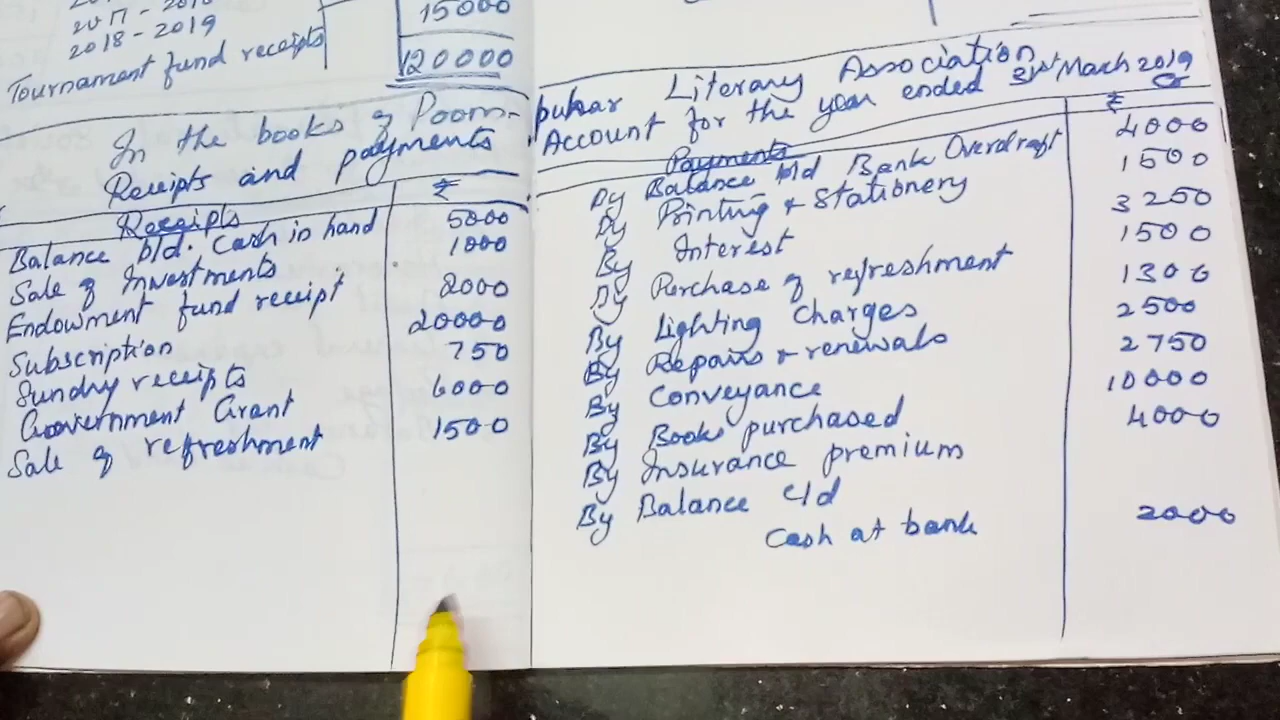 2018 - 2019
Tournament fund receipts
15000
120000
In the books of Poom-puhar Literary Association
Receipts and payments Account for the year ended 31st March 2019
Receipts ₹
Balance b/d. Cash in hand 5000
Sale of Investments 1000
Endowment fund receipt 2000
Subscription 20000
Sundry receipts 750
Government Grant 6000
Sale of refreshment 1500
Payments ₹ Cr
By Balance b/d Bank Overdraft 4000
By Printing & Stationery 1500
By Interest 3250
By Purchase of refreshment 1500
By Lighting Charges 1300
By Repairs & renewals 2500
By Conveyance 2750
By Books purchased 10000
By Insurance premium 4000
By Balance c/d
Cash at bank 2000